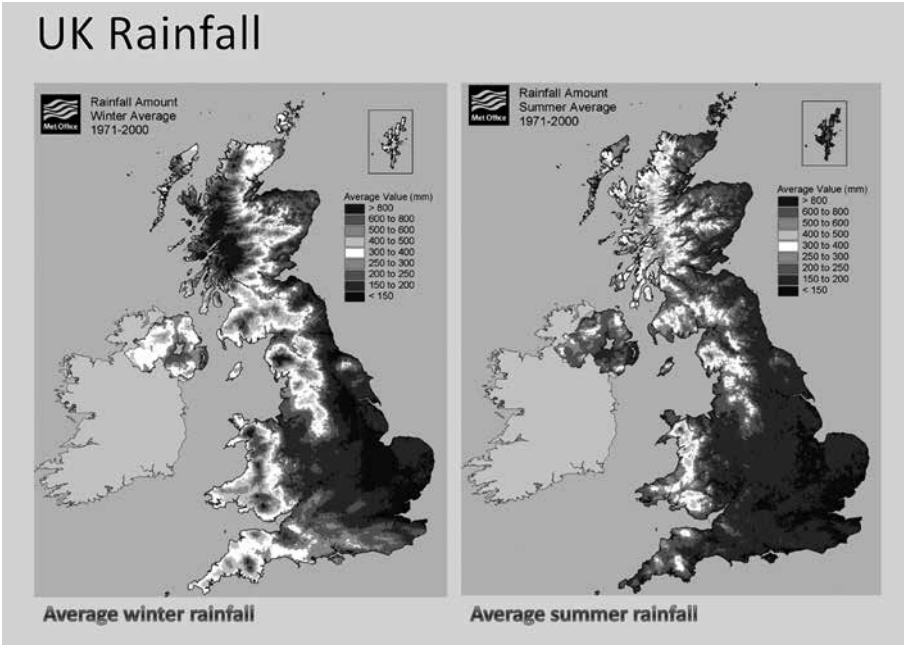 UK Rainfall
Met Office
Rainfall Amount
Winter Average
1971-2000
Average Value (mm)
> 800
600 to 800
500 to 600
400 to 500
300 to 400
250 to 300
200 to 250
150 to 200
< 150
Average winter rainfall
Met Office
Rainfall Amount
Summer Average
1971-2000
Average Value (mm)
> 800
600 to 800
500 to 600
400 to 500
300 to 400
250 to 300
200 to 250
150 to 200
< 150
Average summer rainfall